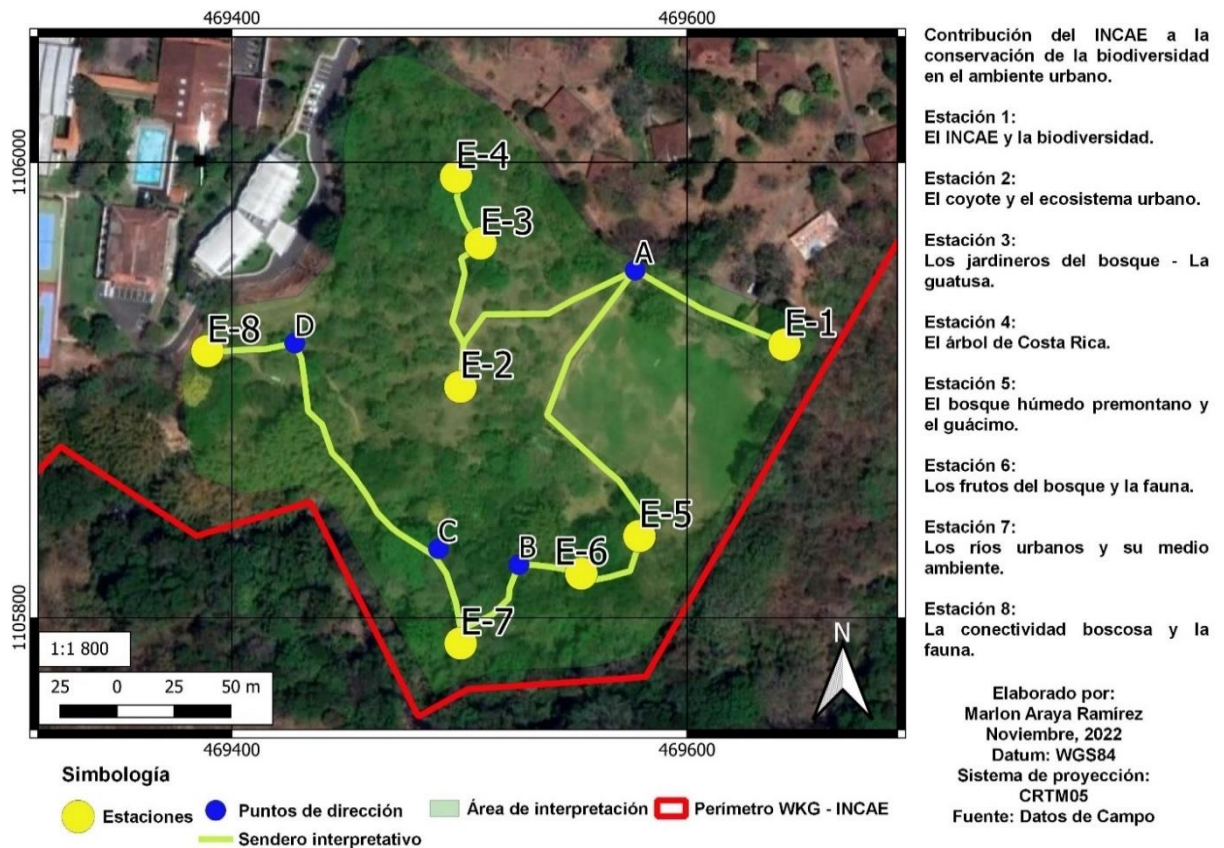 469400
469600
1106000
1105800
E-4
E-3
A
E-1
E-8
D
E-2
E-5
C
B
E-6
E-7
N
1:1 800
25 0 25 50 m
469400
469600
Simbología
Estaciones
Puntos de dirección
Área de interpretación
Perímetro WKG - INCAE
Sendero interpretativo
Contribución del INCAE a la
conservación de la biodiversidad
en el ambiente urbano.
Estación 1:
El INCAE y la biodiversidad.
Estación 2:
El coyote y el ecosistema urbano.
Estación 3:
Los jardineros del bosque - La
guatusa.
Estación 4:
El árbol de Costa Rica.
Estación 5:
El bosque húmedo premontano y
el guácimo.
Estación 6:
Los frutos del bosque y la fauna.
Estación 7:
Los ríos urbanos y su medio
ambiente.
Estación 8:
La conectividad boscosa y la
fauna.
Elaborado por:
Marlon Araya Ramírez
Noviembre, 2022
Datum: WGS84
Sistema de proyección:
CRTM05
Fuente: Datos de Campo